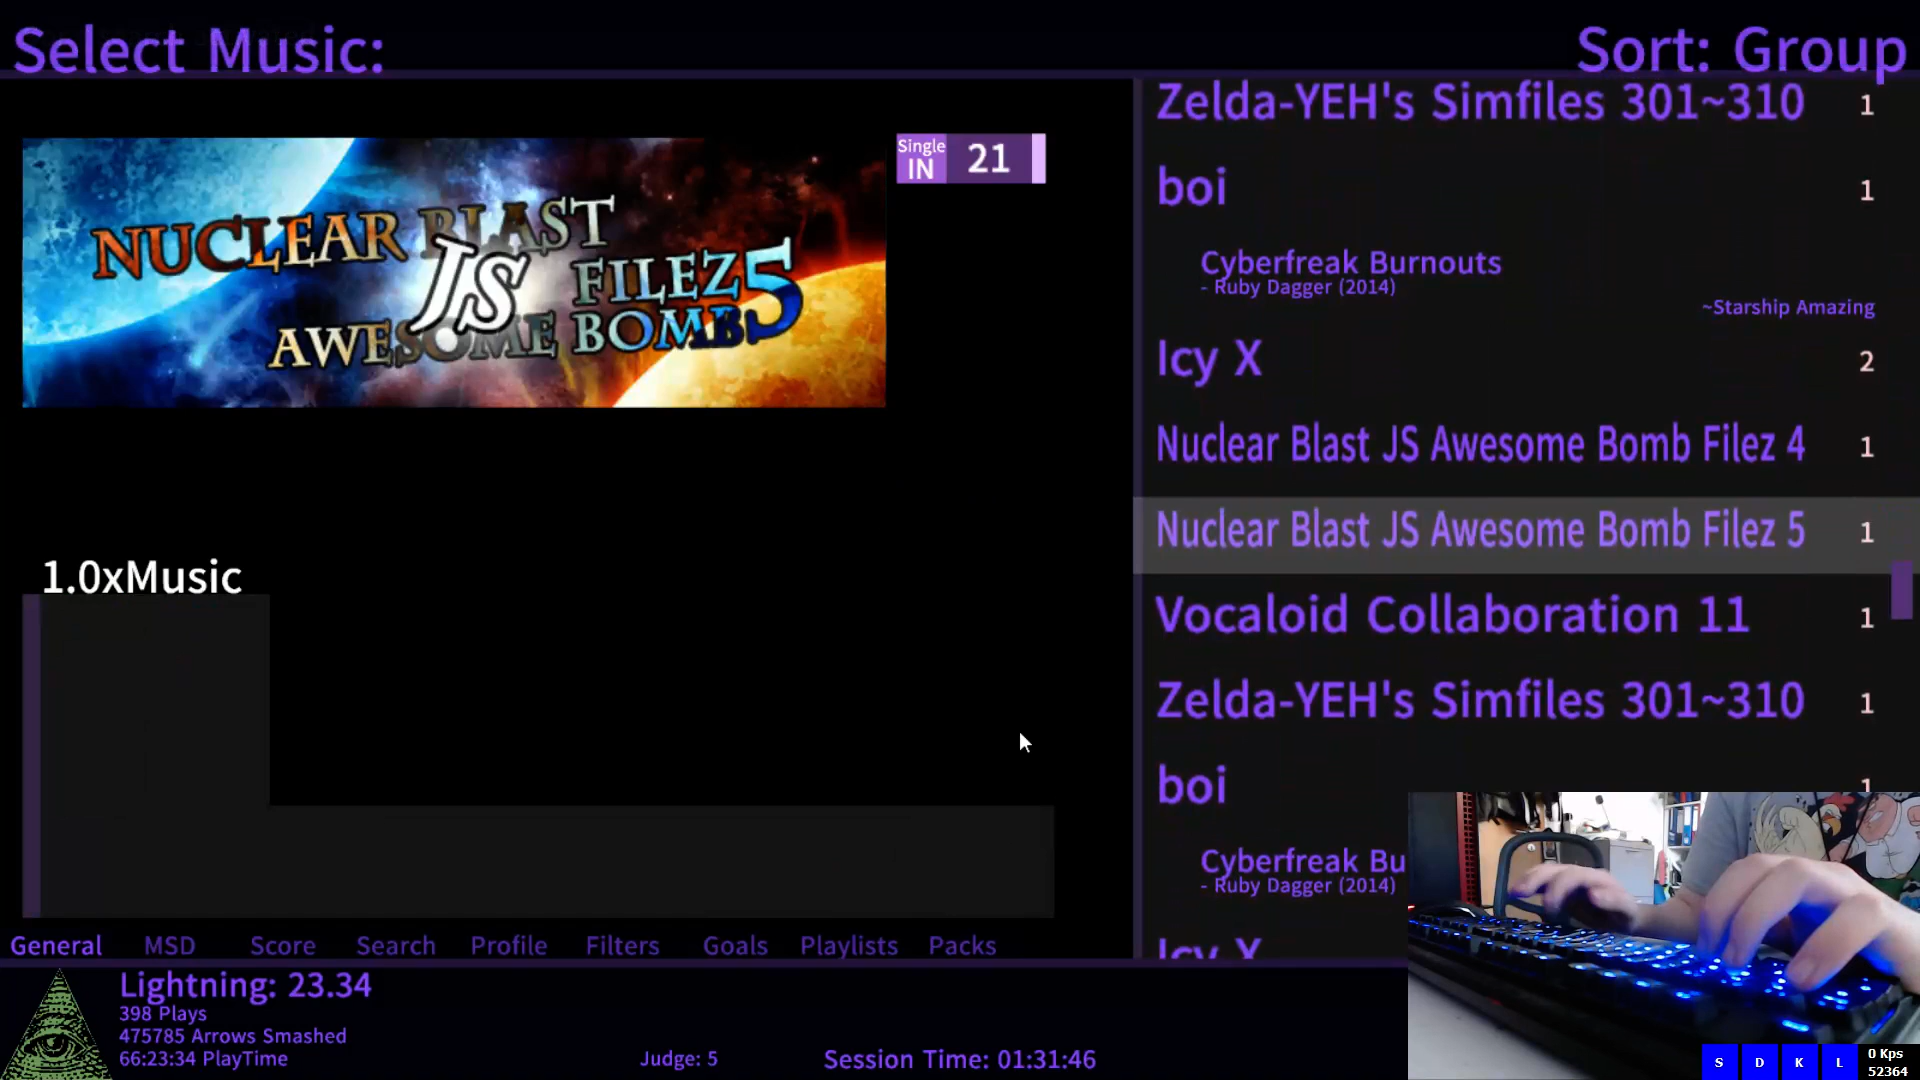 Select Music:
Sort: Group
NUCLEAR BLAST
JS
FILEZ 5
AWESOME BOMB
Single
IN
21
Zelda-YEH's Simfiles 301~310 1
boi 1
Cyberfreak Burnouts
- Ruby Dagger (2014)
~Starship Amazing
Icy X 2
Nuclear Blast JS Awesome Bomb Filez 4 1
Nuclear Blast JS Awesome Bomb Filez 5 1
Vocaloid Collaboration 11 1
Zelda-YEH's Simfiles 301~310 1
boi 1
Cyberfreak Bu
- Ruby Dagger (2014)
Icy X
1.0xMusic
General MSD Score Search Profile Filters Goals Playlists Packs
Lightning: 23.34
398 Plays
475785 Arrows Smashed
66:23:34 PlayTime
Judge: 5
Session Time: 01:31:46
S D K L
0 Kps
52364